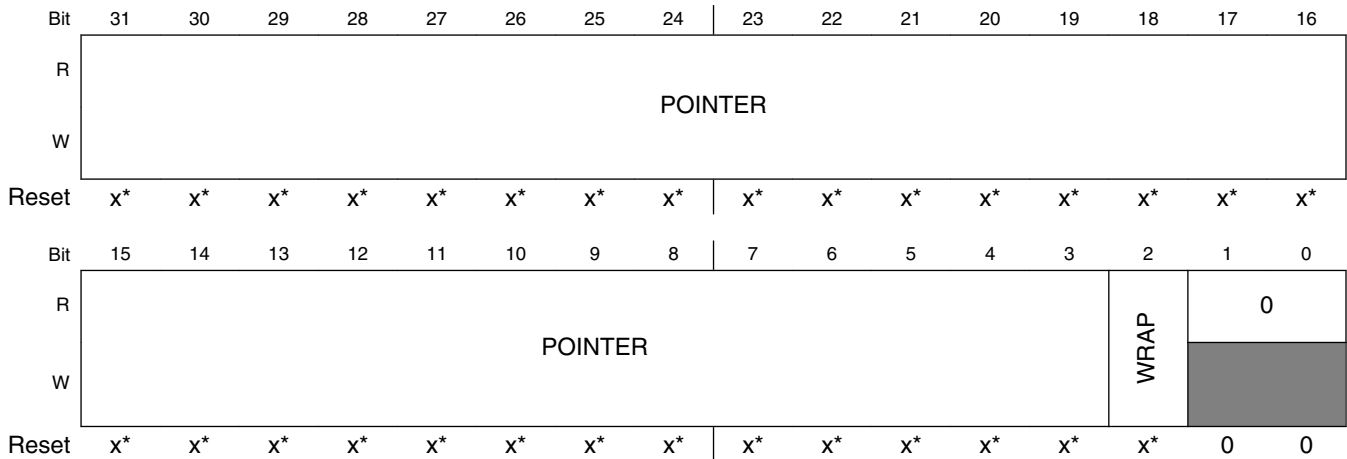 Bit 31 30 29 28 27 26 25 24 23 22 21 20 19 18 17 16
R
POINTER
W
Reset x* x* x* x* x* x* x* x* x* x* x* x* x* x* x* x*
Bit 15 14 13 12 11 10 9 8 7 6 5 4 3 2 1 0
R 0
POINTER WRAP
W
Reset x* x* x* x* x* x* x* x* x* x* x* x* x* x* 0 0